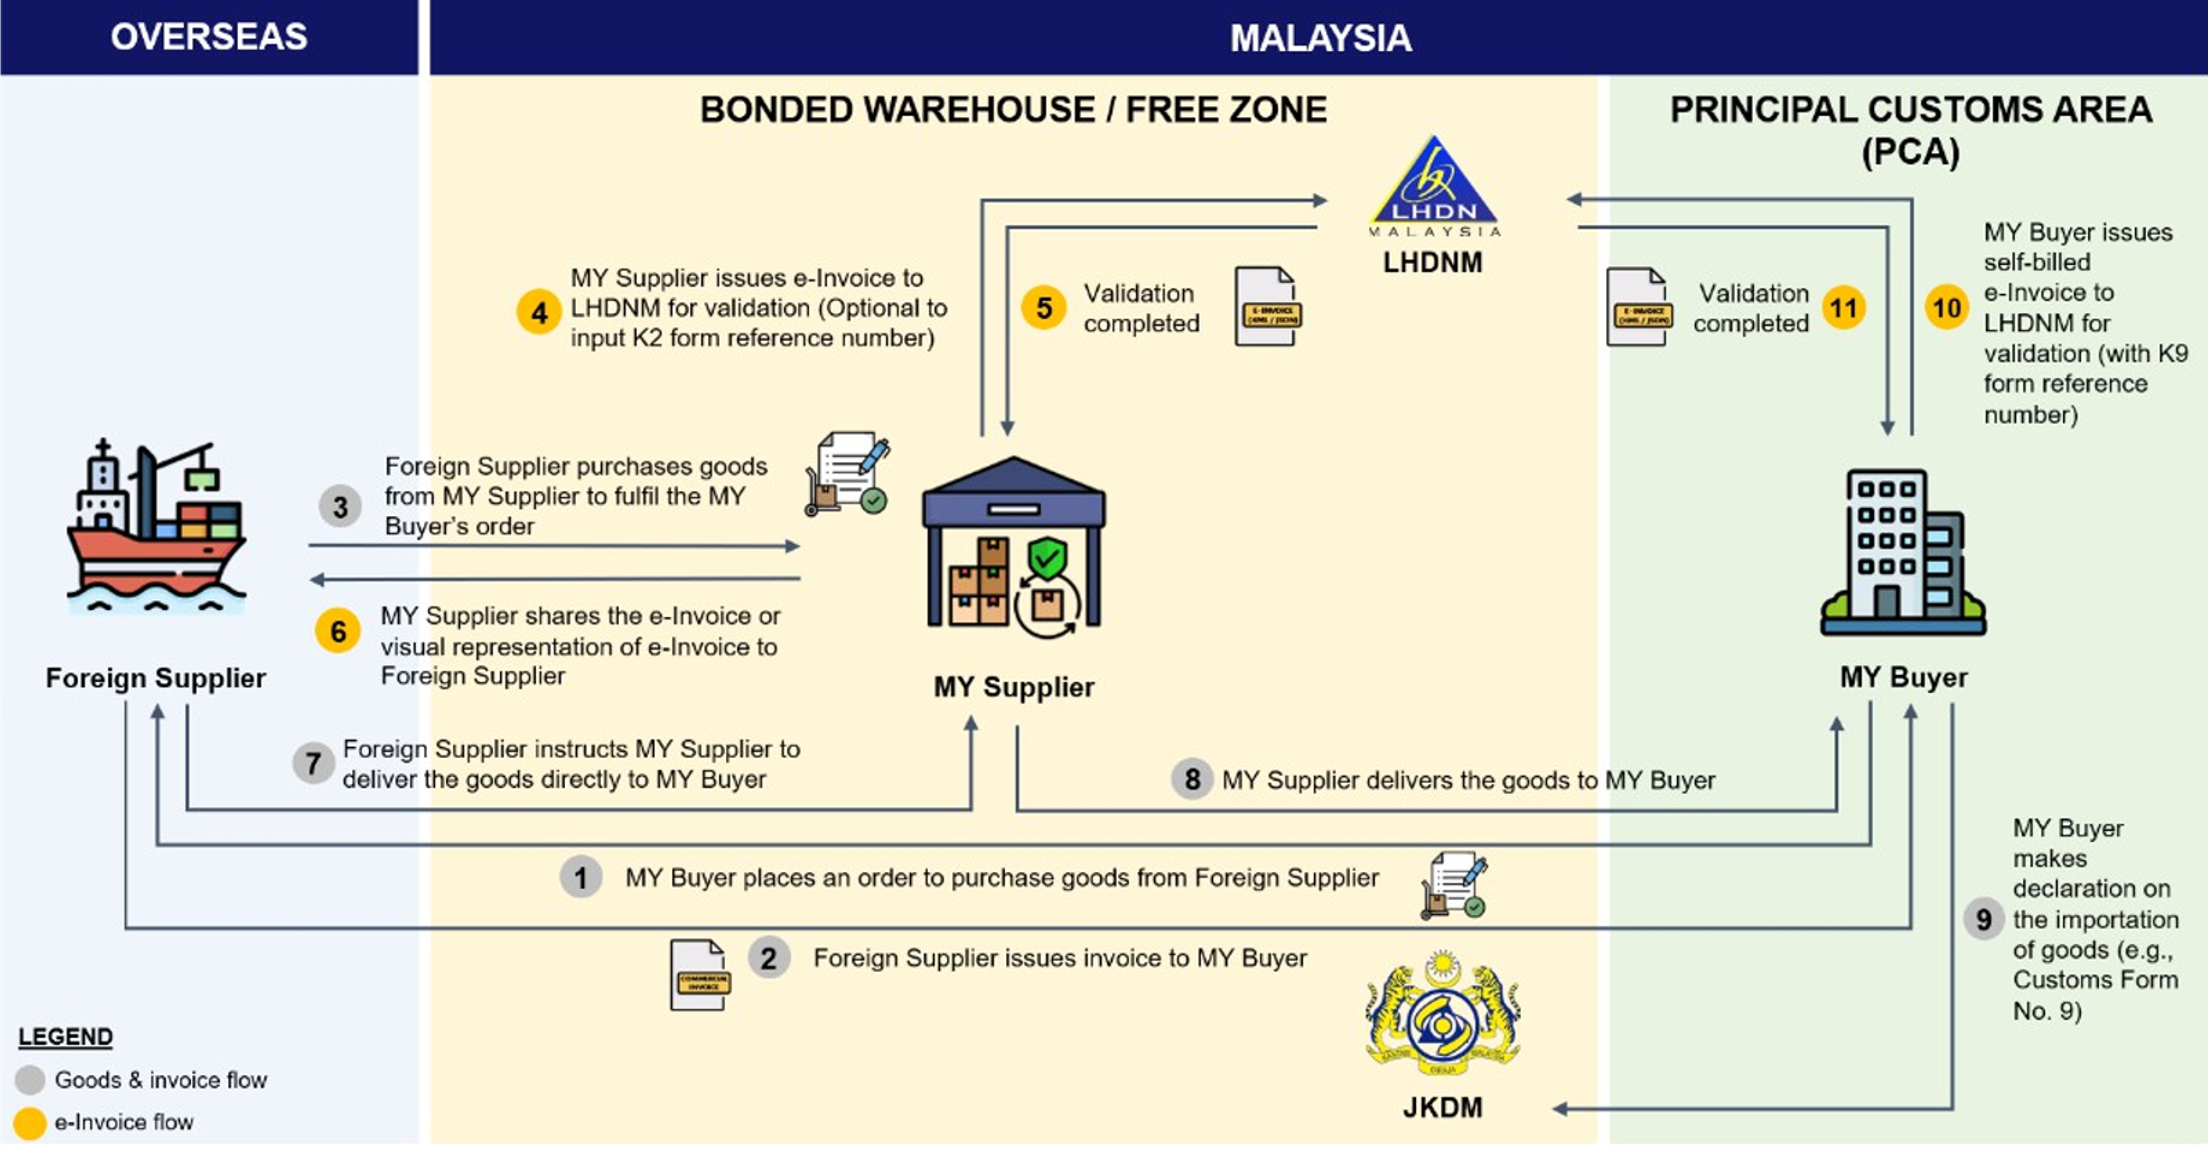 OVERSEAS
MALAYSIA
BONDED WAREHOUSE / FREE ZONE
PRINCIPAL CUSTOMS AREA
(PCA)
LHDN
MALAYSIA
LHDNM
4
MY Supplier issues e-Invoice to
LHDNM for validation (Optional to
input K2 form reference number)
5
Validation
completed
E-INVOICE
(XML / JSON)
E-INVOICE
(XML / JSON)
Validation
completed
11
10
MY Buyer issues
self-billed
e-Invoice to
LHDNM for
validation (with K9
form reference
number)
3
Foreign Supplier purchases goods
from MY Supplier to fulfil the MY
Buyer's order
6
MY Supplier shares the e-Invoice or
visual representation of e-Invoice to
Foreign Supplier
Foreign Supplier
MY Supplier
MY Buyer
7
Foreign Supplier instructs MY Supplier to
deliver the goods directly to MY Buyer
8
MY Supplier delivers the goods to MY Buyer
1
MY Buyer places an order to purchase goods from Foreign Supplier
COMMERCIAL
INVOICE
2
Foreign Supplier issues invoice to MY Buyer
9
MY Buyer
makes
declaration on
the importation
of goods (e.g.,
Customs Form
No. 9)
JKDM
LEGEND
Goods & invoice flow
e-Invoice flow